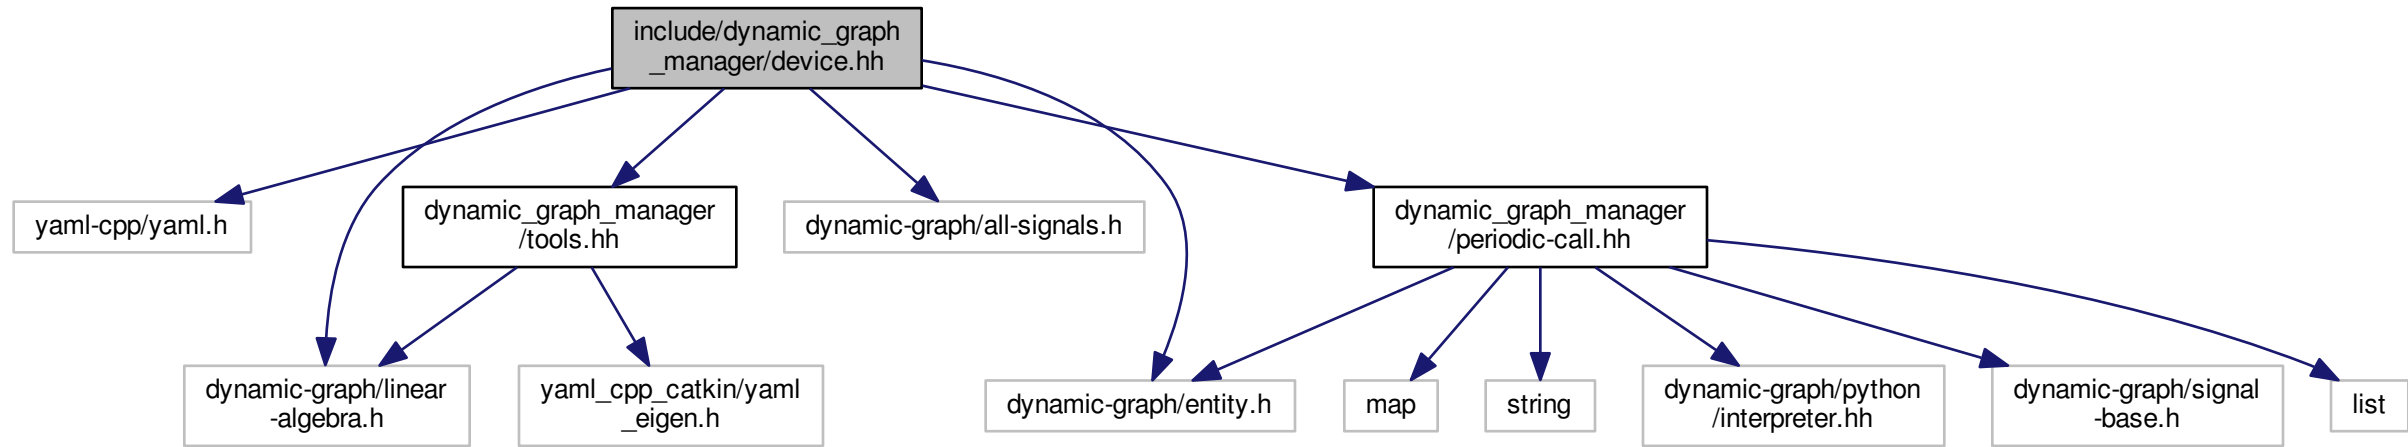 include/dynamic_graph
_manager/device.hh
yaml-cpp/yaml.h
dynamic_graph_manager
/tools.hh
dynamic-graph/all-signals.h
dynamic_graph_manager
/periodic-call.hh
dynamic-graph/linear
-algebra.h
yaml_cpp_catkin/yaml
_eigen.h
dynamic-graph/entity.h
map
string
dynamic-graph/python
/interpreter.hh
dynamic-graph/signal
-base.h
list